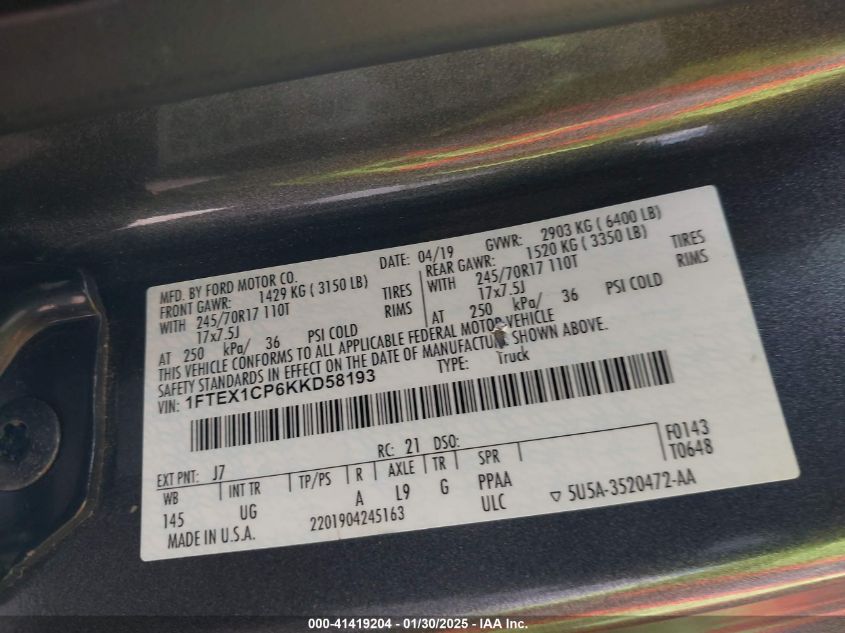 MFD. BY FORD MOTOR CO. DATE: 04/19 GVWR: 2903 KG ( 6400 LB)
FRONT GAWR: 1429 KG ( 3150 LB) REAR GAWR: 1520 KG ( 3350 LB)
WITH 245/70R17 110T TIRES WITH 245/70R17 110T TIRES
17x7.5J RIMS 17x7.5J RIMS
AT 250 kPa/ 36 PSI COLD AT 250 kPa/ 36 PSI COLD
THIS VEHICLE CONFORMS TO ALL APPLICABLE FEDERAL MOTOR VEHICLE
SAFETY STANDARDS IN EFFECT ON THE DATE OF MANUFACTURE SHOWN ABOVE.
VIN: 1FTEX1CP6KKD58193 TYPE: Truck
EXT PNT: J7 RC: 21 DSO: F0143
WB INT TR TP/PS R AXLE TR SPR T0648
145 UG A L9 G PPAA
MADE IN U.S.A. 2201904245163 ULC ▽ 5U5A-3520472-AA
000-41419204 - 01/30/2025 - IAA Inc.